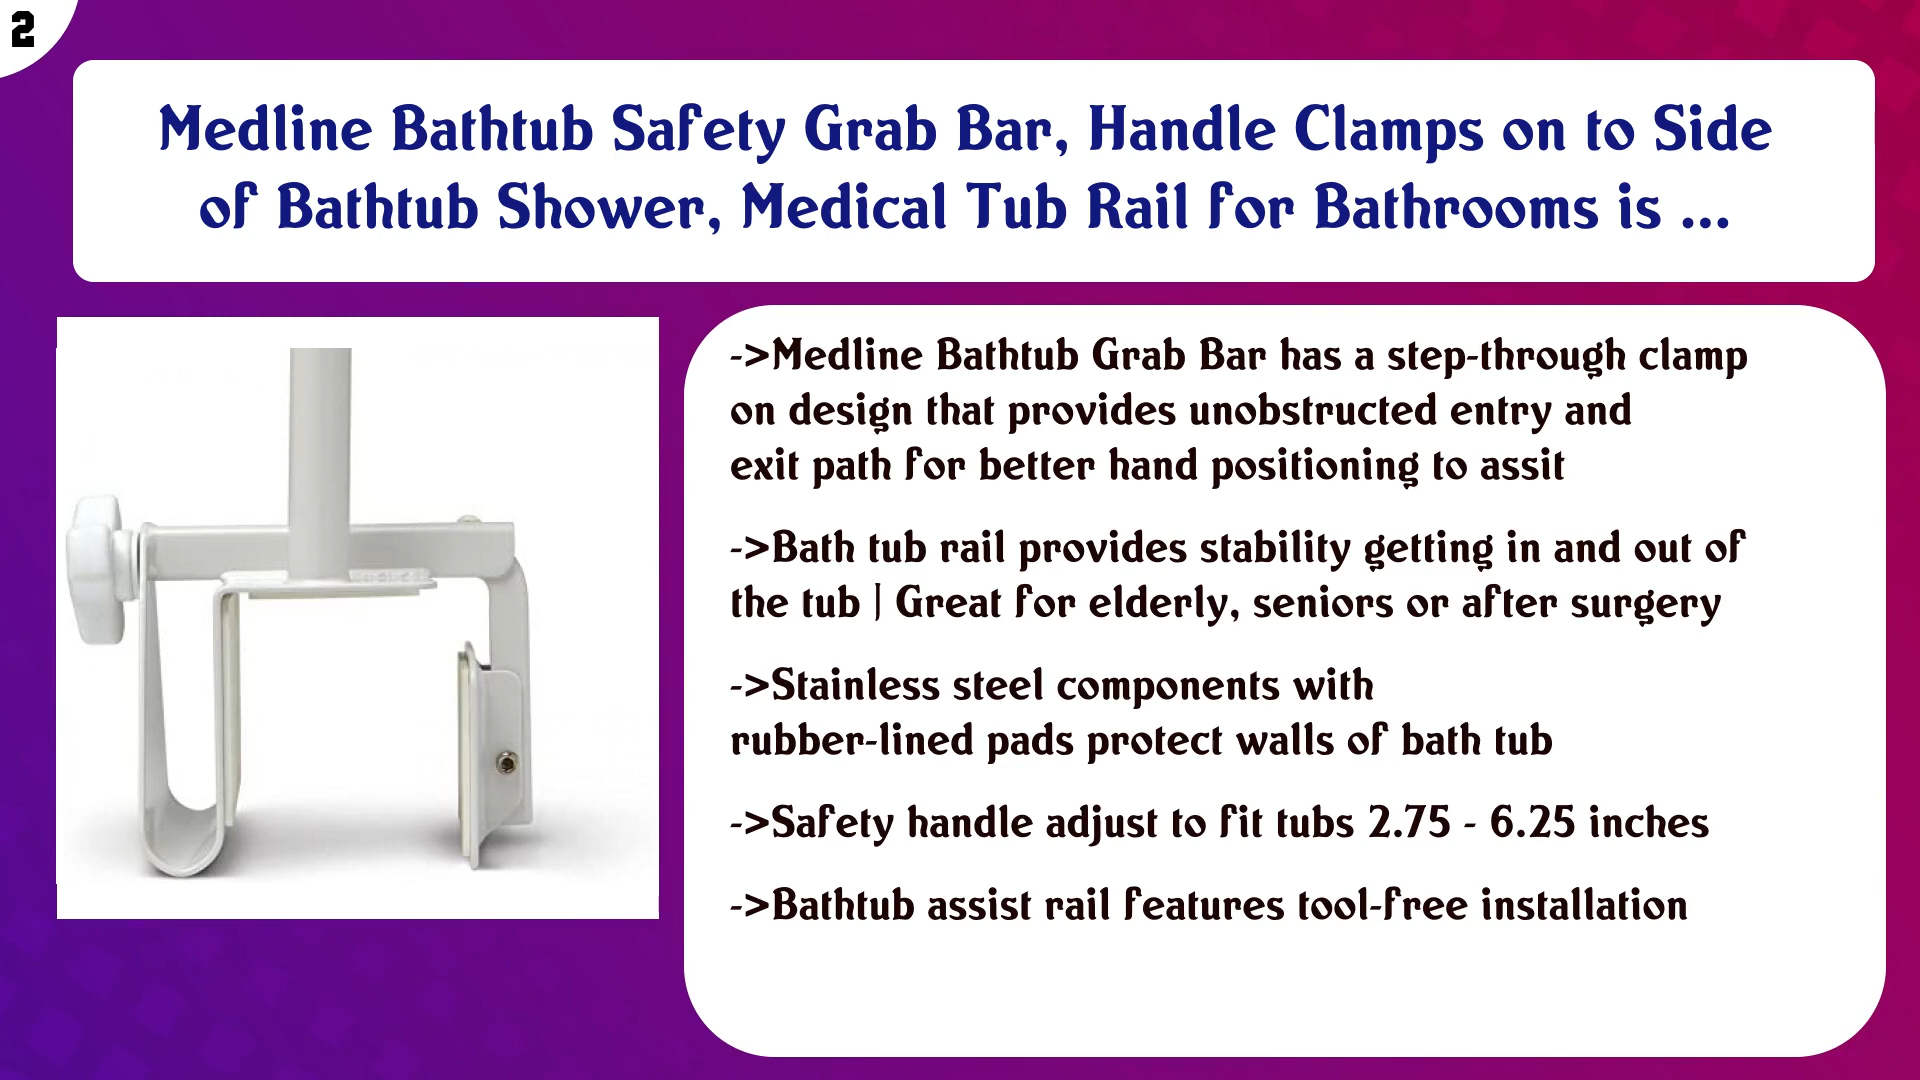 2
Medline Bathtub Safety Grab Bar, Handle Clamps on to Side
of Bathtub Shower, Medical Tub Rail for Bathrooms is ...
->Medline Bathtub Grab Bar has a step-through clamp
on design that provides unobstructed entry and
exit path for better hand positioning to assit
->Bath tub rail provides stability getting in and out of
the tub | Great for elderly, seniors or after surgery
->Stainless steel components with
rubber-lined pads protect walls of bath tub
->Safety handle adjust to fit tubs 2.75 - 6.25 inches
->Bathtub assist rail features tool-free installation